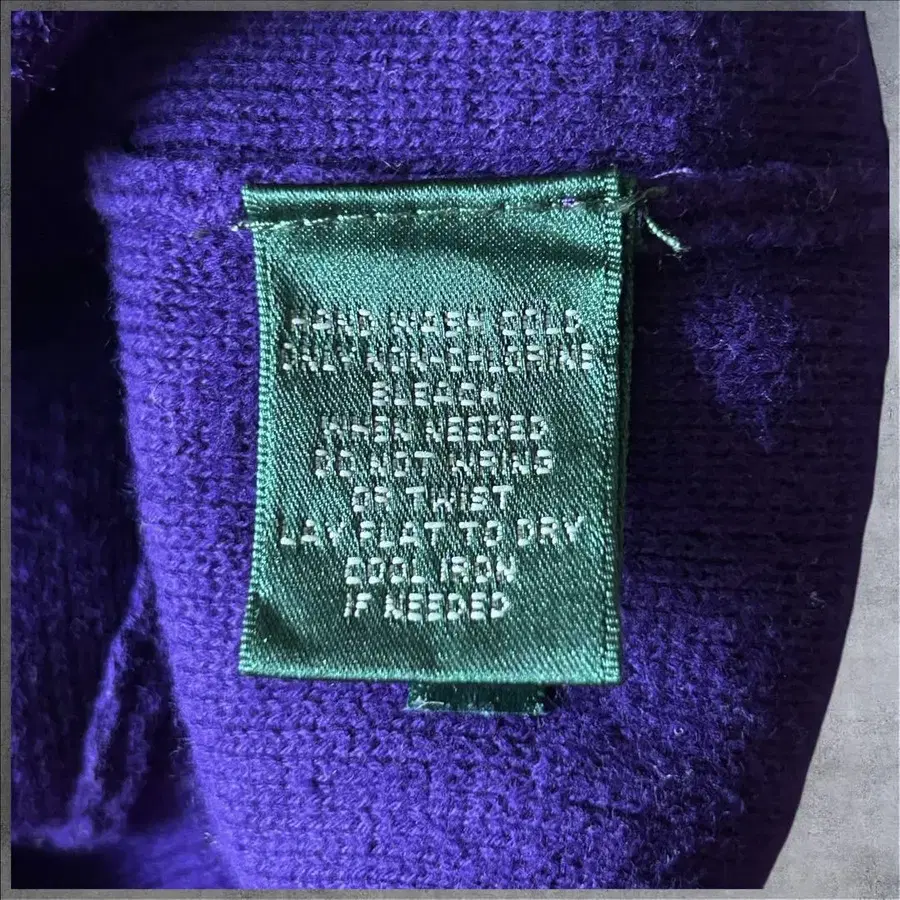 HAND WASH COLD
ONLY NON-CHLORINE
BLEACH
WHEN NEEDED
DO NOT WRING
OR TWIST
LAY FLAT TO DRY
COOL IRON
IF NEEDED